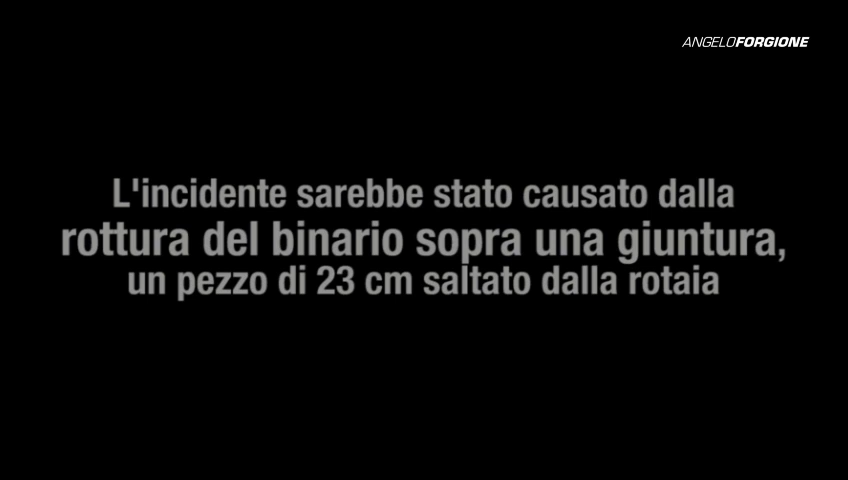 ANGELOFORGIONE
L'incidente sarebbe stato causato dalla
rottura del binario sopra una giuntura,
un pezzo di 23 cm saltato dalla rotaia